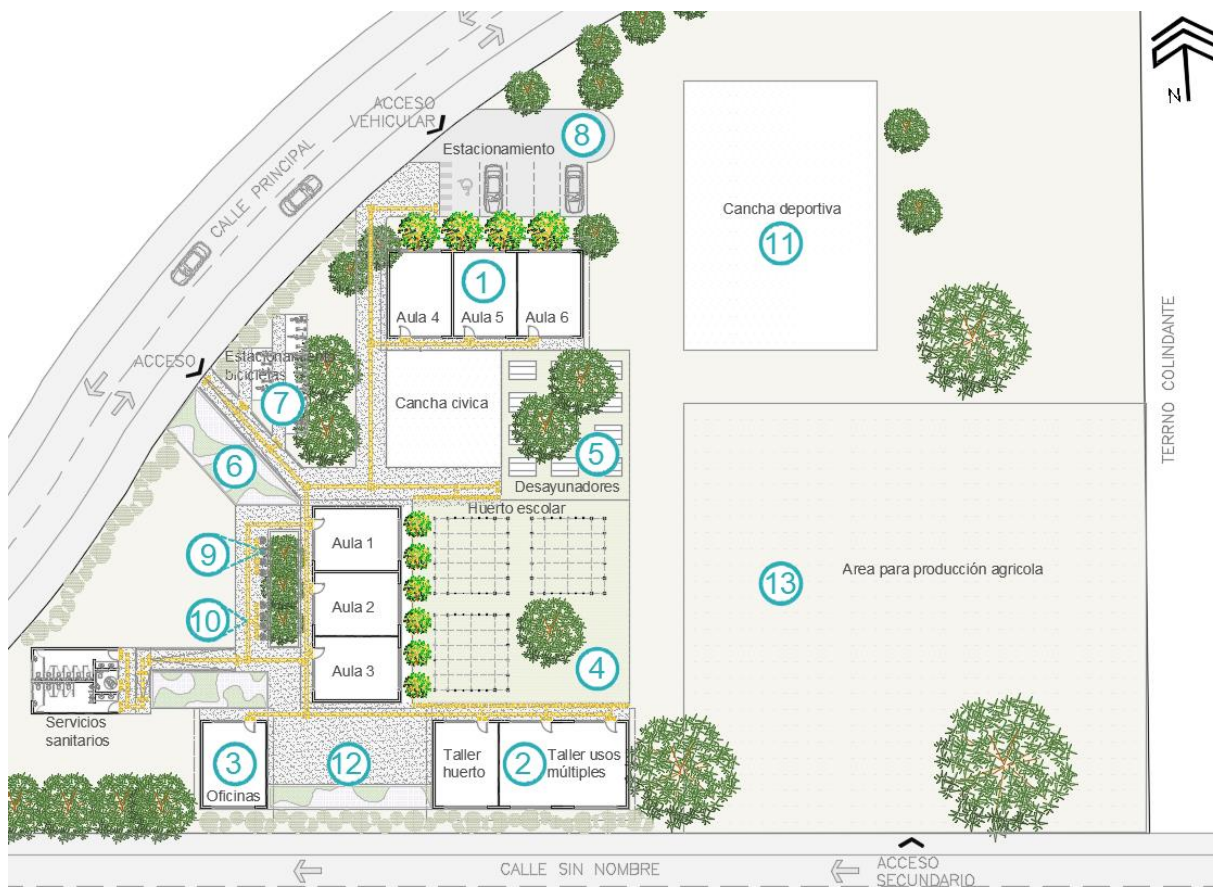 ACCESO
VEHICULAR
8
Estacionamiento
N
CALLE PRINCIPAL
Cancha deportiva
11
1
Aula 4
Aula 5
Aula 6
TERRNO COLINDANTE
ACCESO
Estacionamiento
bicicletas
7
Cancha civica
5
6
Desayunadores
Huerto escolar
9
Aula 1
10
Aula 2
Aula 3
4
13
Area para producción agricola
Servicios
sanitarios
3
Oficinas
12
Taller
huerto
2
Taller usos
múltiples
CALLE SIN NOMBRE
ACCESO
SECUNDARIO